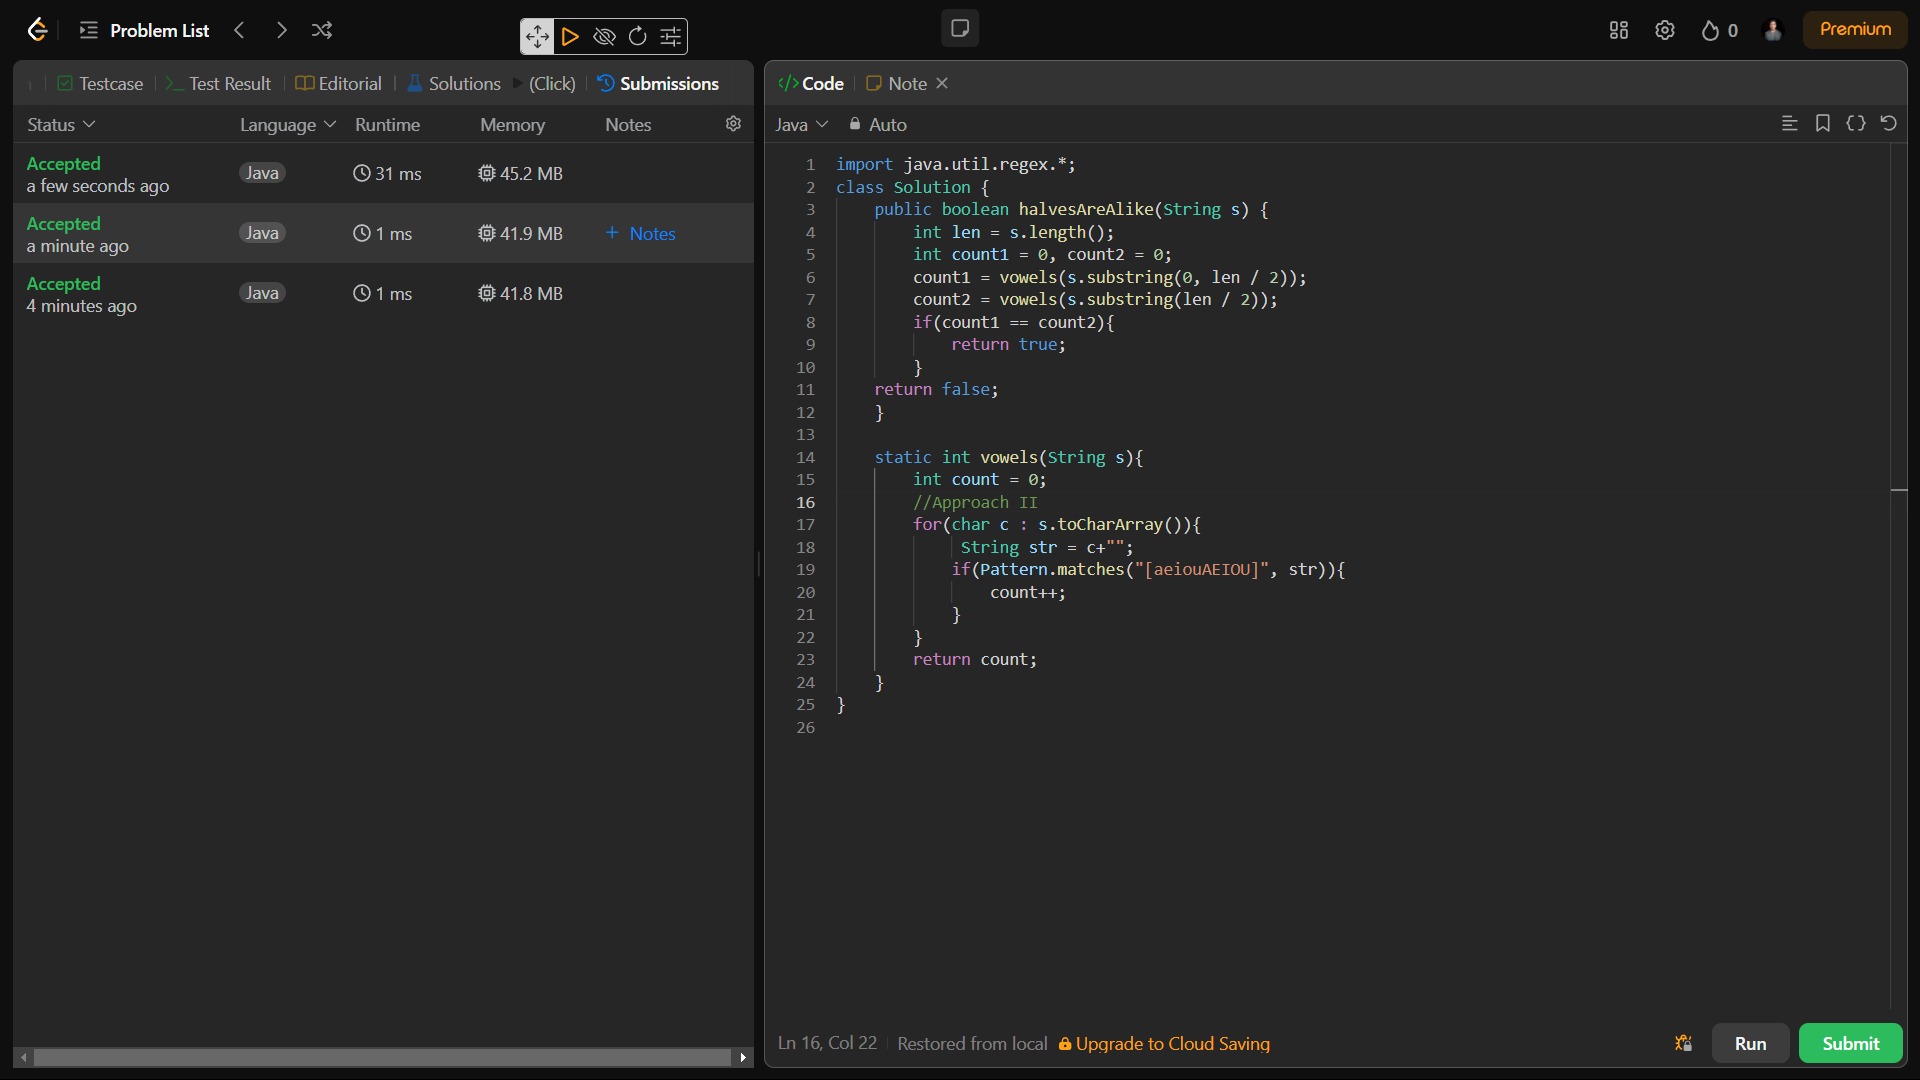 Problem List
0
Premium
Testcase
Test Result
Editorial
Solutions
(Click)
Submissions
Status
Language
Runtime
Memory
Notes
Accepted
a few seconds ago
Java
31 ms
45.2 MB
Accepted
a minute ago
Java
1 ms
41.9 MB
+ Notes
Accepted
4 minutes ago
Java
1 ms
41.8 MB
</> Code
Note
Java
Auto
1 import java.util.regex.*;
2 class Solution {
3     public boolean halvesAreAlike(String s) {
4         int len = s.length();
5         int count1 = 0, count2 = 0;
6         count1 = vowels(s.substring(0, len / 2));
7         count2 = vowels(s.substring(len / 2));
8         if(count1 == count2){
9             return true;
10         }
11     return false;
12     }
13
14     static int vowels(String s){
15         int count = 0;
16         //Approach II
17         for(char c : s.toCharArray()){
18              String str = c+"";
19             if(Pattern.matches("[aeiouAEIOU]", str)){
20                 count++;
21             }
22         }
23         return count;
24     }
25 }
26
Ln 16, Col 22
Restored from local
Upgrade to Cloud Saving
Run
Submit